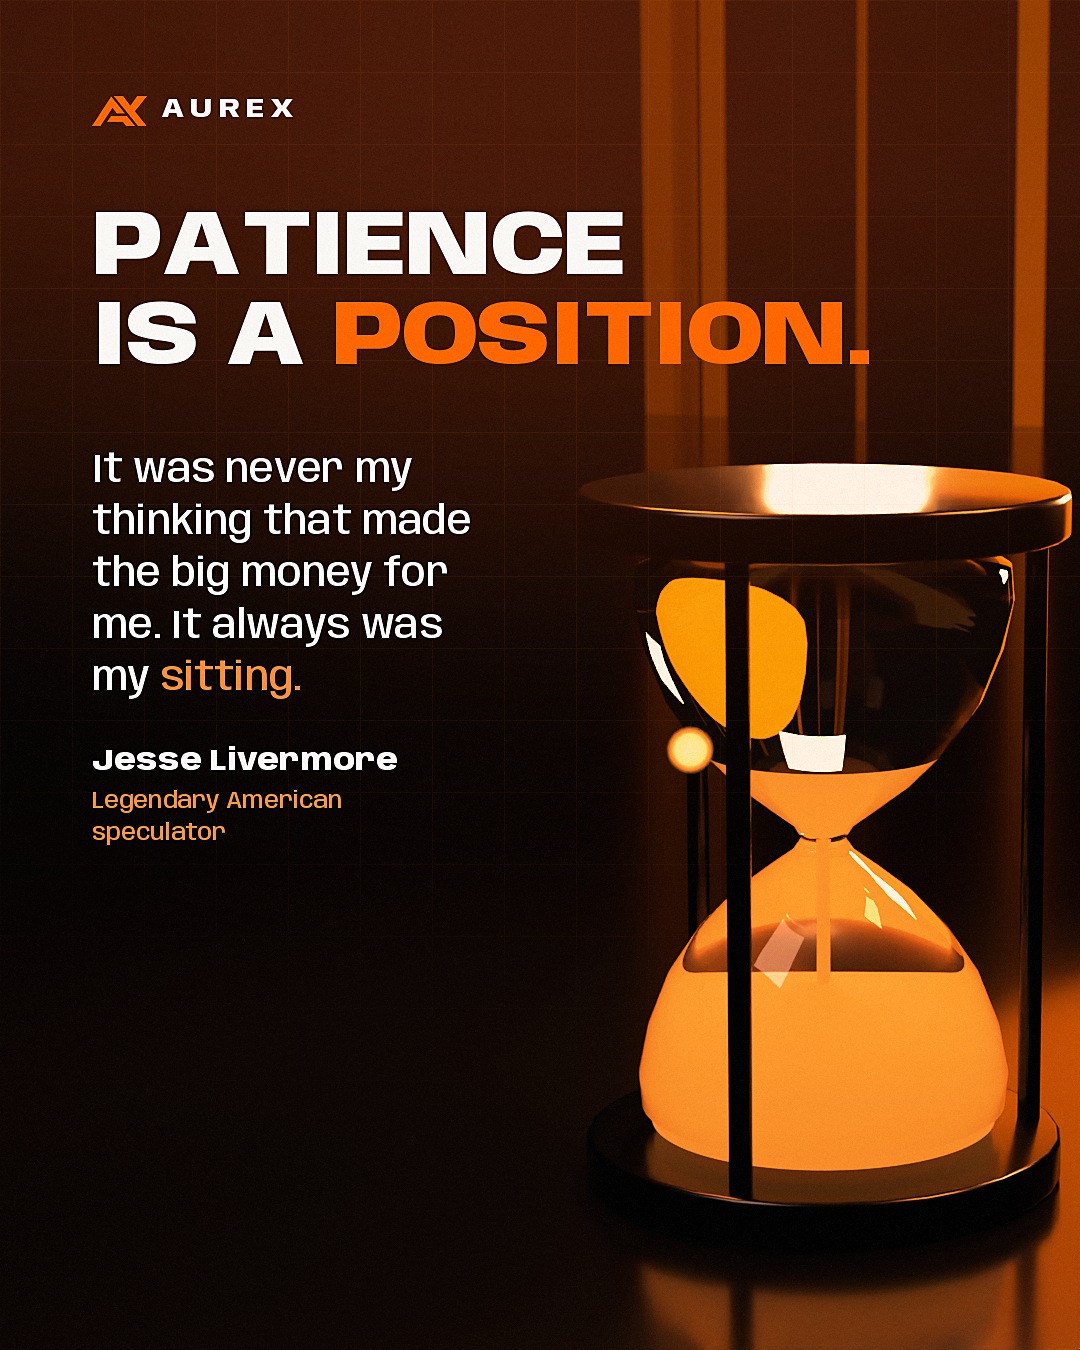 AUREX
PATIENCE
IS A POSITION.
It was never my
thinking that made
the big money for
me. It always was
my sitting.
Jesse Livermore
Legendary American
speculator